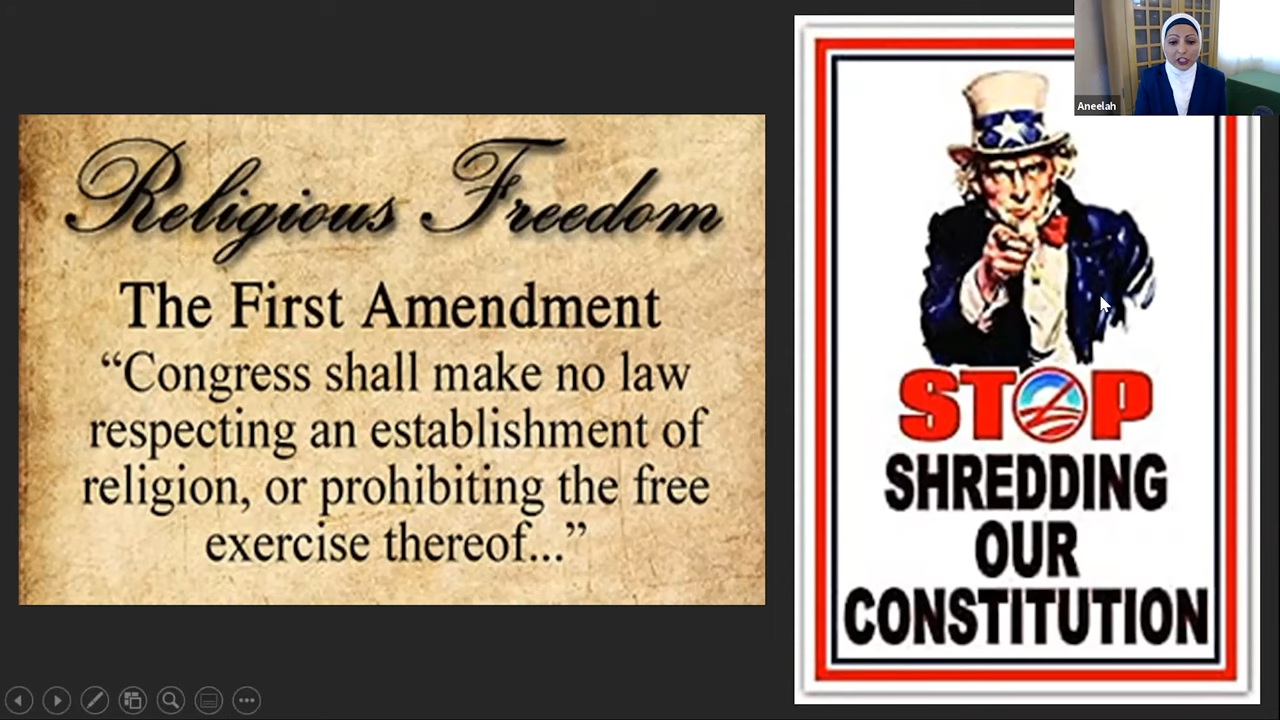 Religious Freedom
The First Amendment
“Congress shall make no law
respecting an establishment of
religion, or prohibiting the free
exercise thereof...”
STOP
SHREDDING
OUR
CONSTITUTION
Aneelah